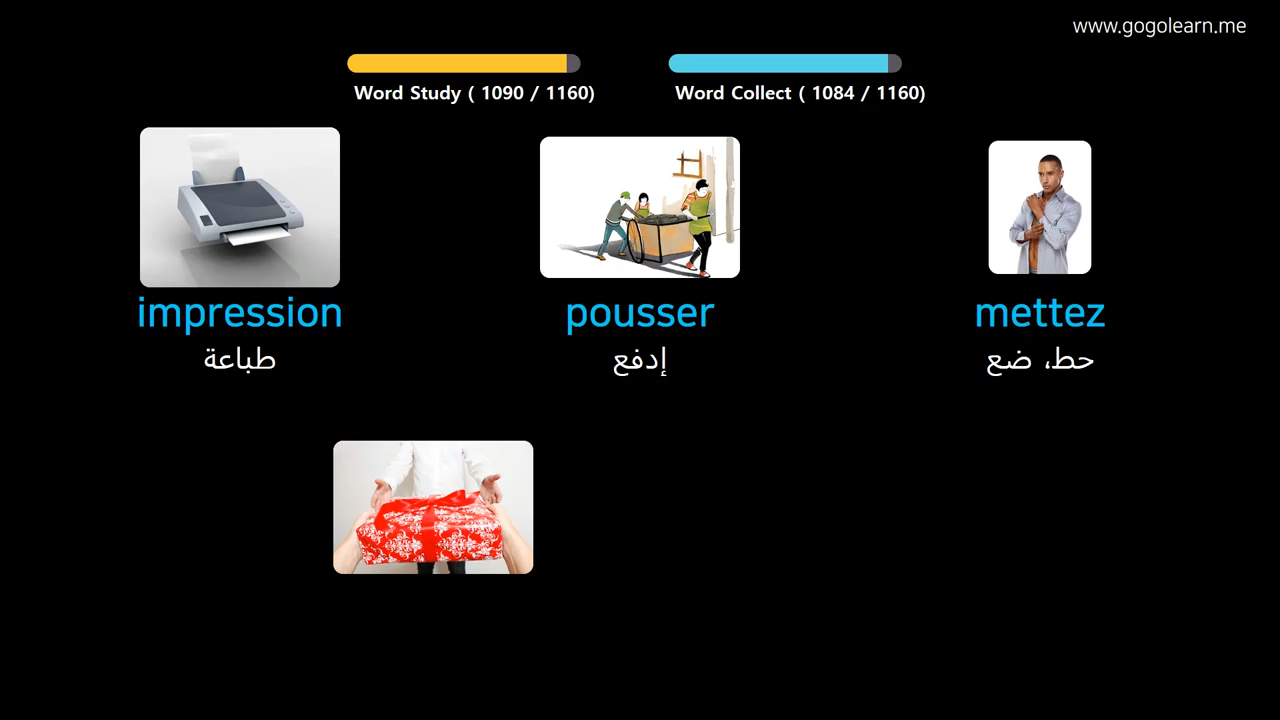 www.gogolearn.me
Word Study ( 1090 / 1160)
Word Collect ( 1084 / 1160)
impression
pousser
mettez
طباعة
إدفع
حط، ضع